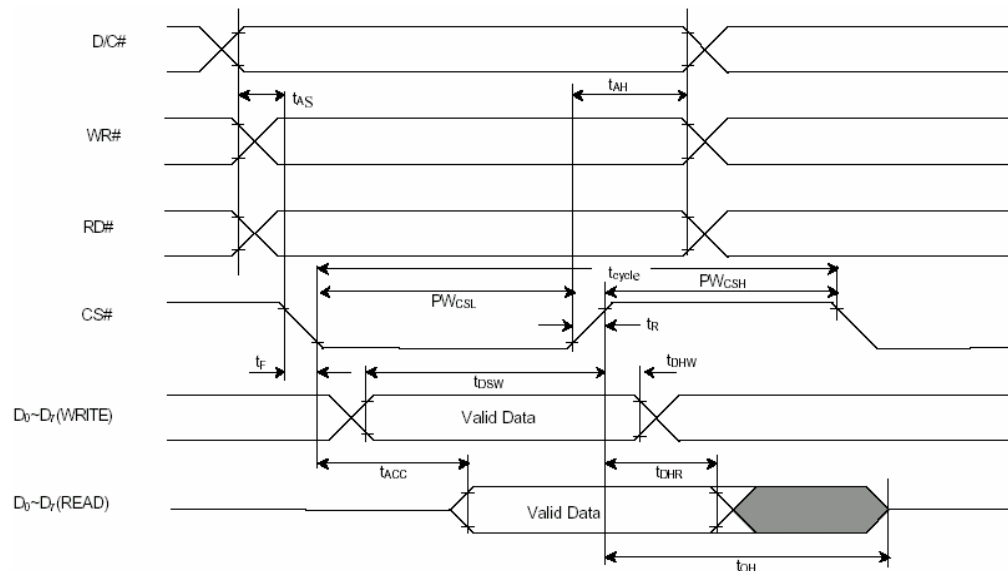 D/C#
tAS
tAH
WR#
RD#
tcycle
PWCSL
PWCSH
CS#
tR
tF
tDHW
tDSW
D0~D7(WRITE)
Valid Data
tACC
tDHR
D0~D7(READ)
Valid Data
tOH